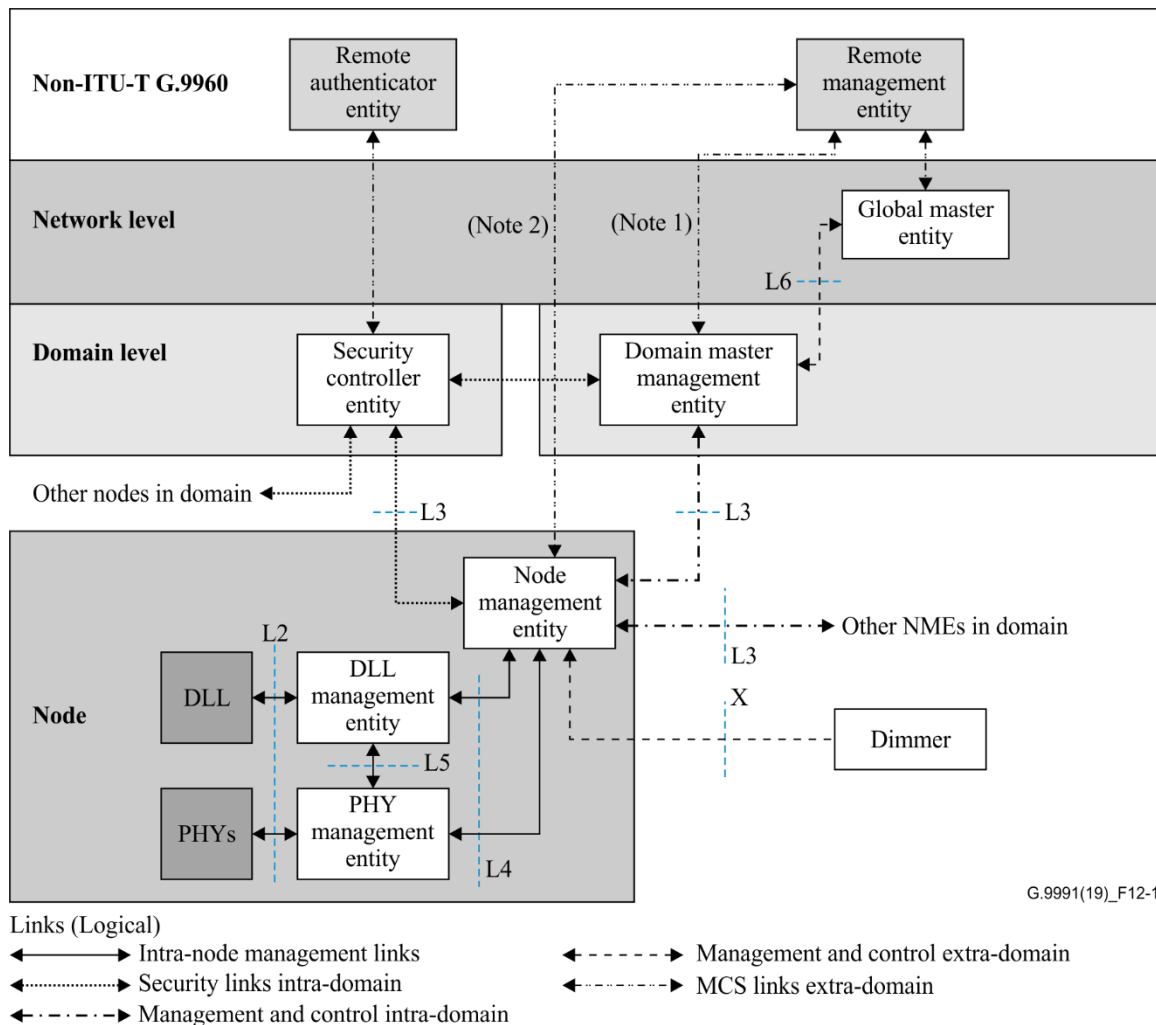 Non-ITU-T G.9960
Remote
authenticator
entity
Remote
management
entity
Network level
(Note 2)
(Note 1)
Global master
entity
L6
Domain level
Security
controller
entity
Domain master
management
entity
Other nodes in domain
L3
L3
Node
management
entity
Other NMEs in domain
L3
L2
DLL
DLL
management
entity
X
Node
Dimmer
L5
PHYs
PHY
management
entity
L4
G.9991(19)_F12-1
Links (Logical)
Intra-node management links
Management and control extra-domain
Security links intra-domain
MCS links extra-domain
Management and control intra-domain